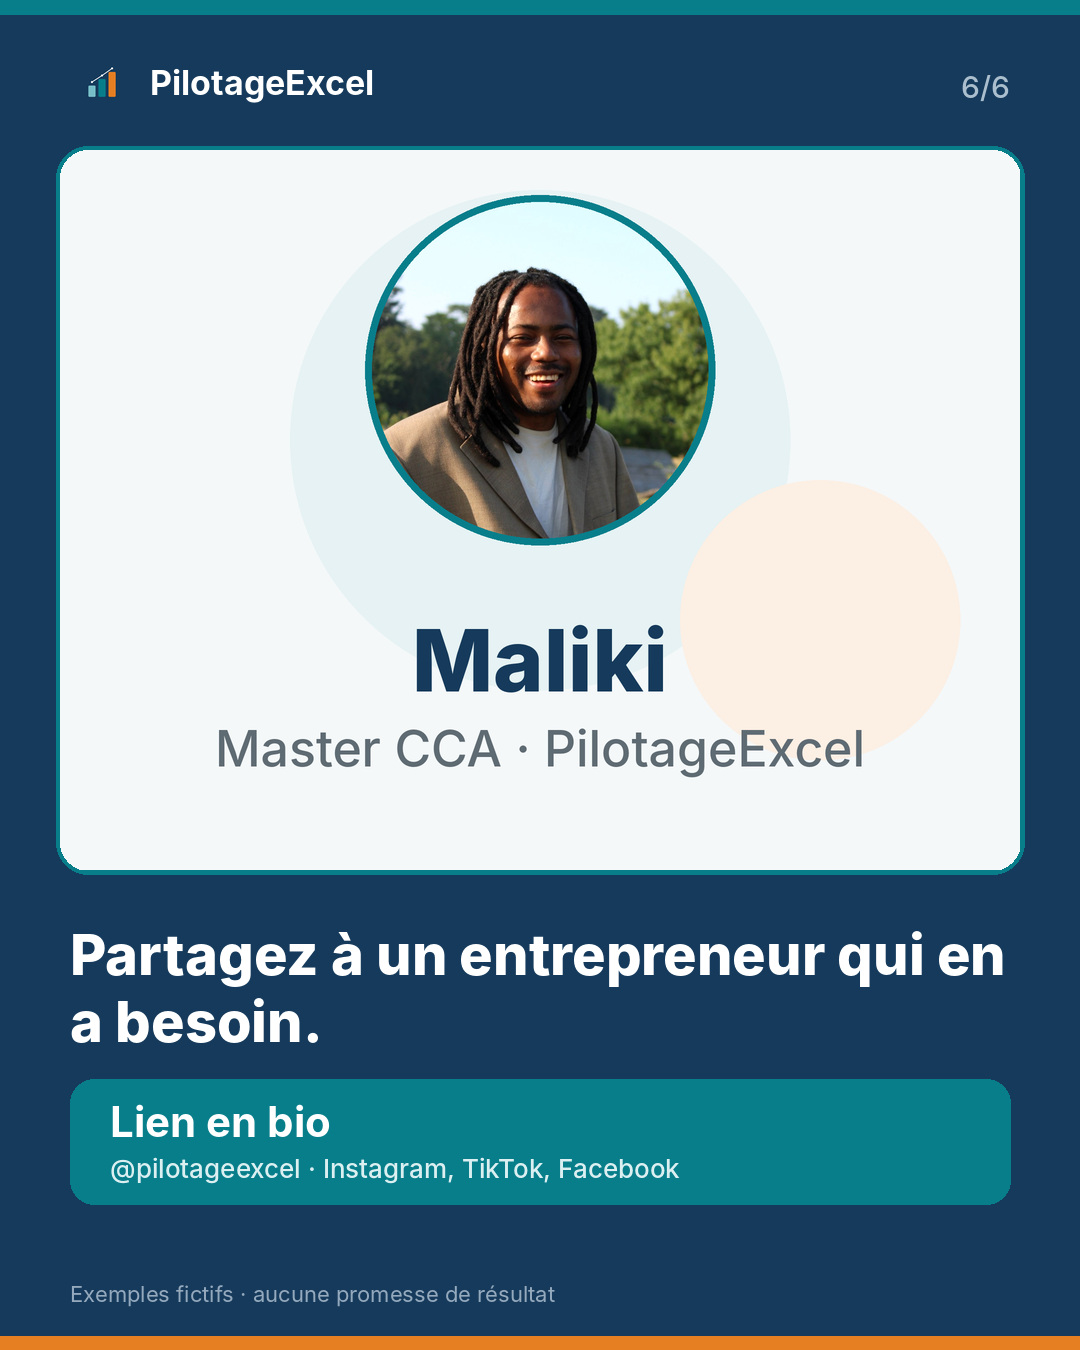 PilotageExcel
6/6
Maliki
Master CCA · PilotageExcel
Partagez à un entrepreneur qui en
a besoin.
Lien en bio
@pilotageexcel · Instagram, TikTok, Facebook
Exemples fictifs · aucune promesse de résultat